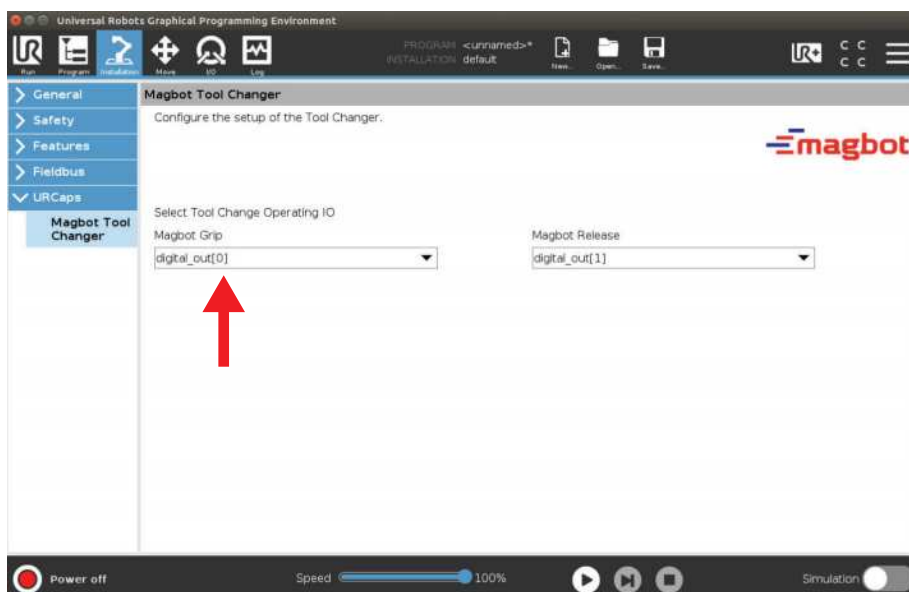 Universal Robots Graphical Programming Environment
UR
Run
Program
Installation
Move
I/O
Log
PROGRAM <unnamed>*
INSTALLATION default
New...
Open...
Save...
UR+
C C
C C
General
Safety
Features
Fieldbus
URCaps
Magbot Tool
Changer
Magbot Tool Changer
Configure the setup of the Tool Changer.
magbot
Select Tool Change Operating IO
Magbot Grip
Magbot Release
digital_out[0]
digital_out[1]
Power off
Speed
100%
Simulation